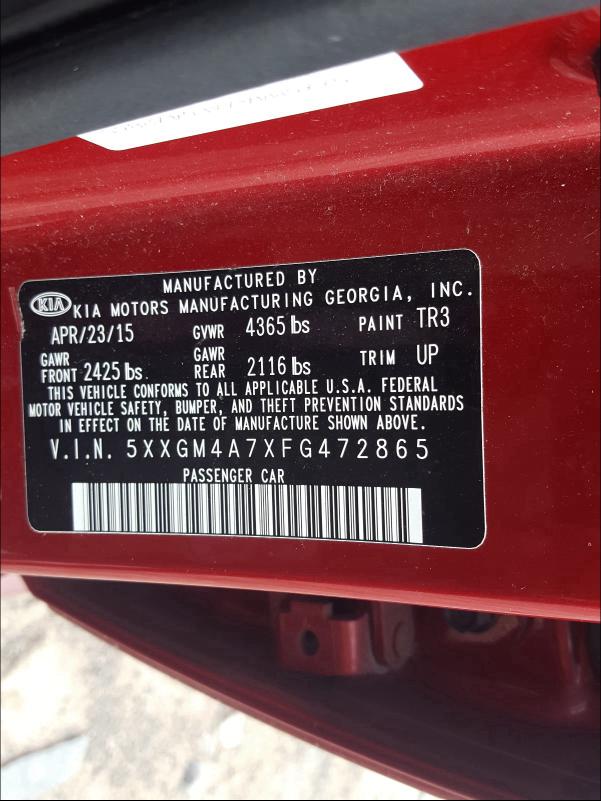 MANUFACTURED BY
KIA KIA MOTORS MANUFACTURING GEORGIA, INC.
APR/23/15 GVWR 4365 lbs PAINT TR3
GAWR FRONT 2425 lbs. GAWR REAR 2116 lbs TRIM UP
THIS VEHICLE CONFORMS TO ALL APPLICABLE U.S.A. FEDERAL
MOTOR VEHICLE SAFETY, BUMPER, AND THEFT PREVENTION STANDARDS
IN EFFECT ON THE DATE OF MANUFACTURE SHOWN ABOVE.
V.I.N. 5XXGM4A7XFG472865
PASSENGER CAR